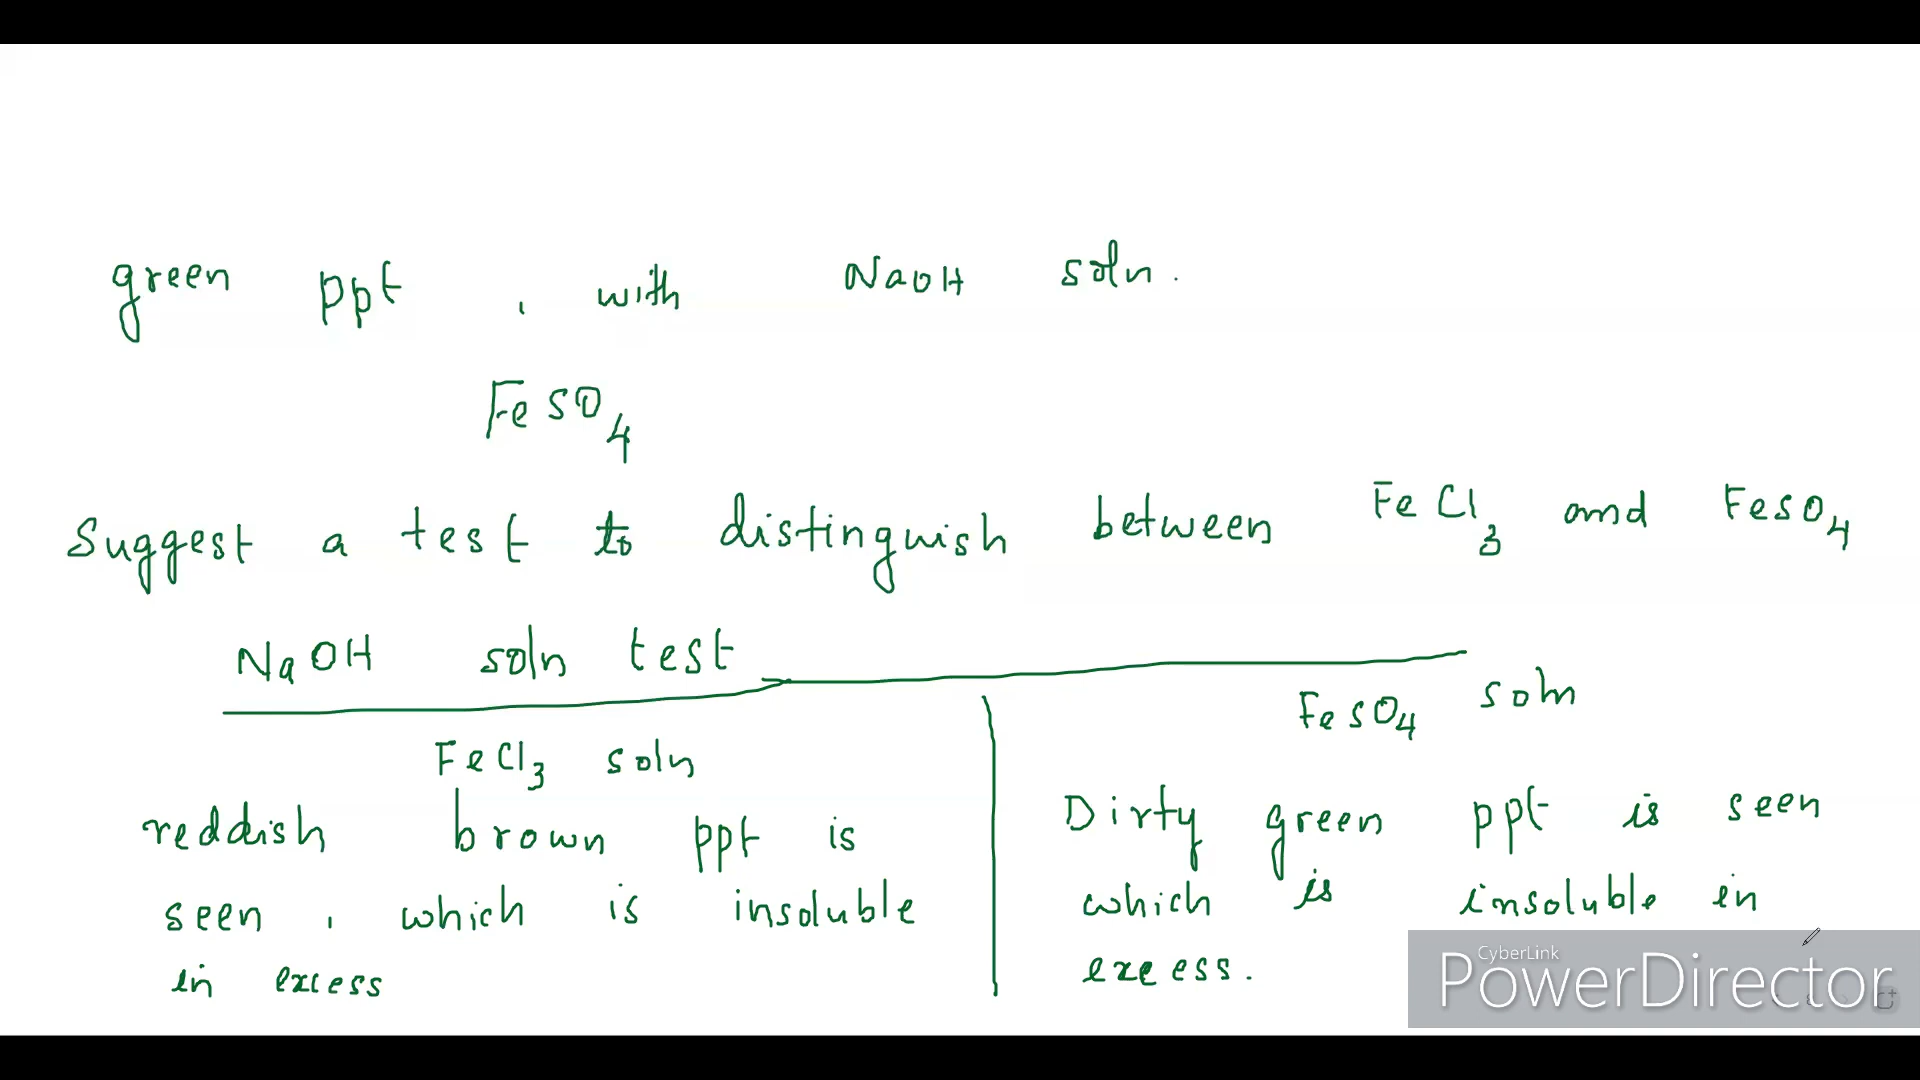 green ppt , with NaOH soln.
FeSO4
Suggest a test to distinguish between FeCl3 and FeSO4
NaOH soln test
FeCl3 soln
reddish brown ppt is
seen , which is insoluble
in excess
FeSO4 soln
Dirty green ppt is seen
which is insoluble in
excess.
CyberLink
PowerDirector